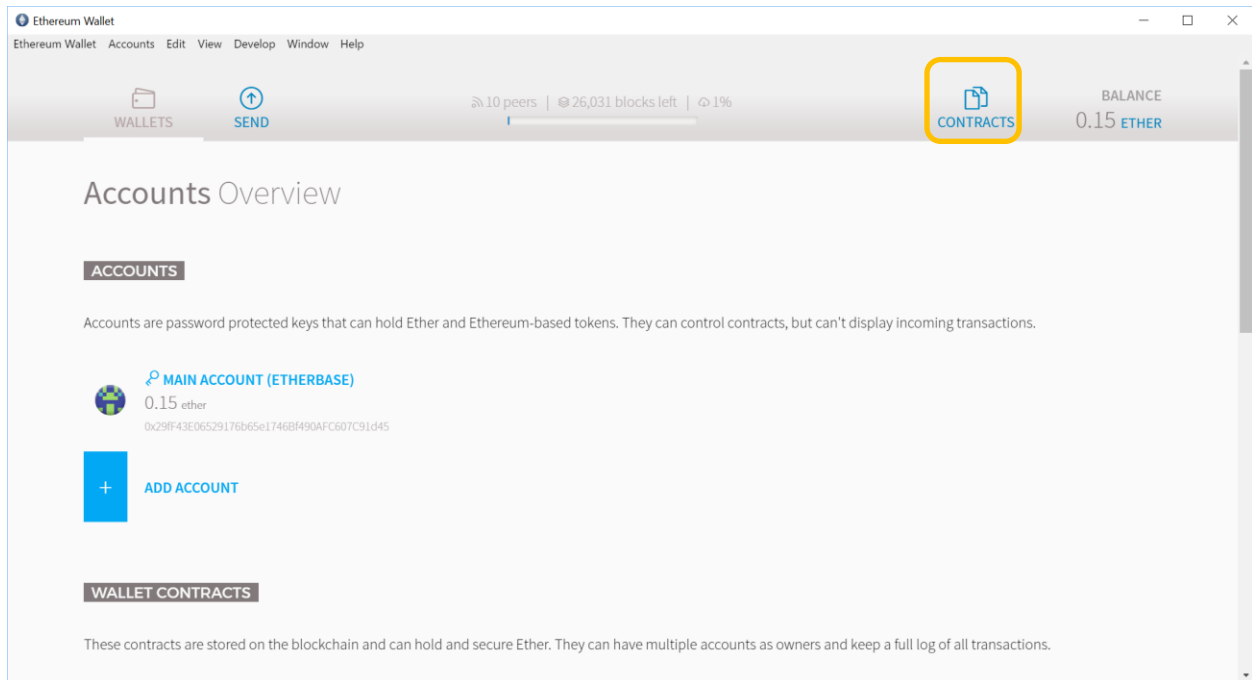 Ethereum Wallet
Ethereum Wallet Accounts Edit View Develop Window Help
WALLETS SEND 10 peers | 26,031 blocks left | 1% CONTRACTS BALANCE
0.15 ETHER
Accounts Overview
ACCOUNTS
Accounts are password protected keys that can hold Ether and Ethereum-based tokens. They can control contracts, but can't display incoming transactions.
MAIN ACCOUNT (ETHERBASE)
0.15 ether
0x29fF43E06529176b65e1746Bf490AFC607C91d45
+ ADD ACCOUNT
WALLET CONTRACTS
These contracts are stored on the blockchain and can hold and secure Ether. They can have multiple accounts as owners and keep a full log of all transactions.